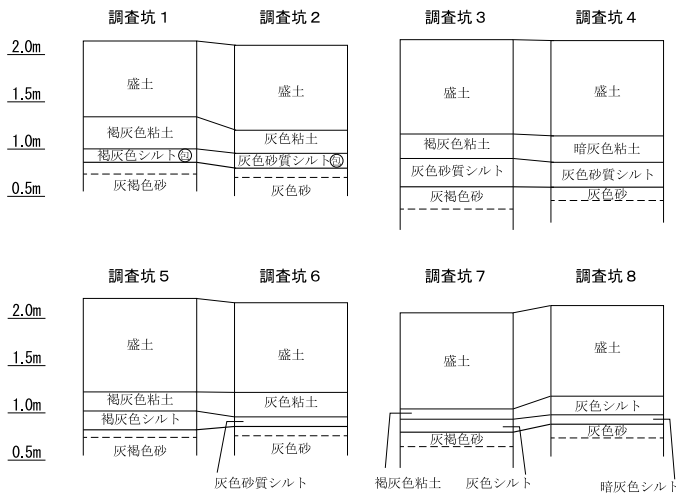 調査坑1 調査坑2 調査坑3 調査坑4
2.0m
1.5m
1.0m
0.5m
盛土
褐灰色粘土
褐灰色シルト㊑
灰褐色砂
盛土
灰色粘土
灰色砂質シルト㊑
灰色砂
盛土
褐灰色粘土
灰色砂質シルト
灰褐色砂
盛土
暗灰色粘土
灰色砂質シルト
灰色砂
調査坑5 調査坑6 調査坑7 調査坑8
2.0m
1.5m
1.0m
0.5m
盛土
褐灰色粘土
褐灰色シルト
灰褐色砂
盛土
灰色粘土
灰色砂
灰色砂質シルト
盛土
灰褐色砂
褐灰色粘土
灰色シルト
盛土
灰色シルト
灰色砂
暗灰色シルト